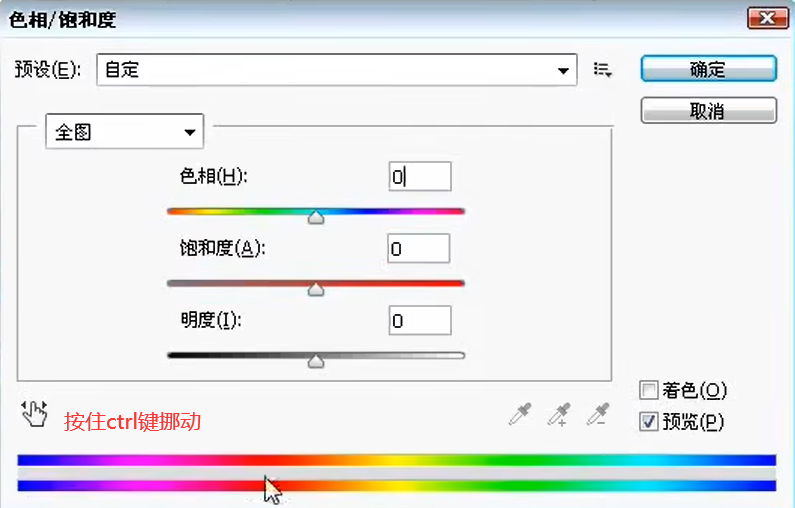 色相/饱和度
预设(E): 自定
确定
取消
全图
色相(H): 0
饱和度(A): 0
明度(I): 0
着色(O)
按住ctrl键挪动
预览(P)